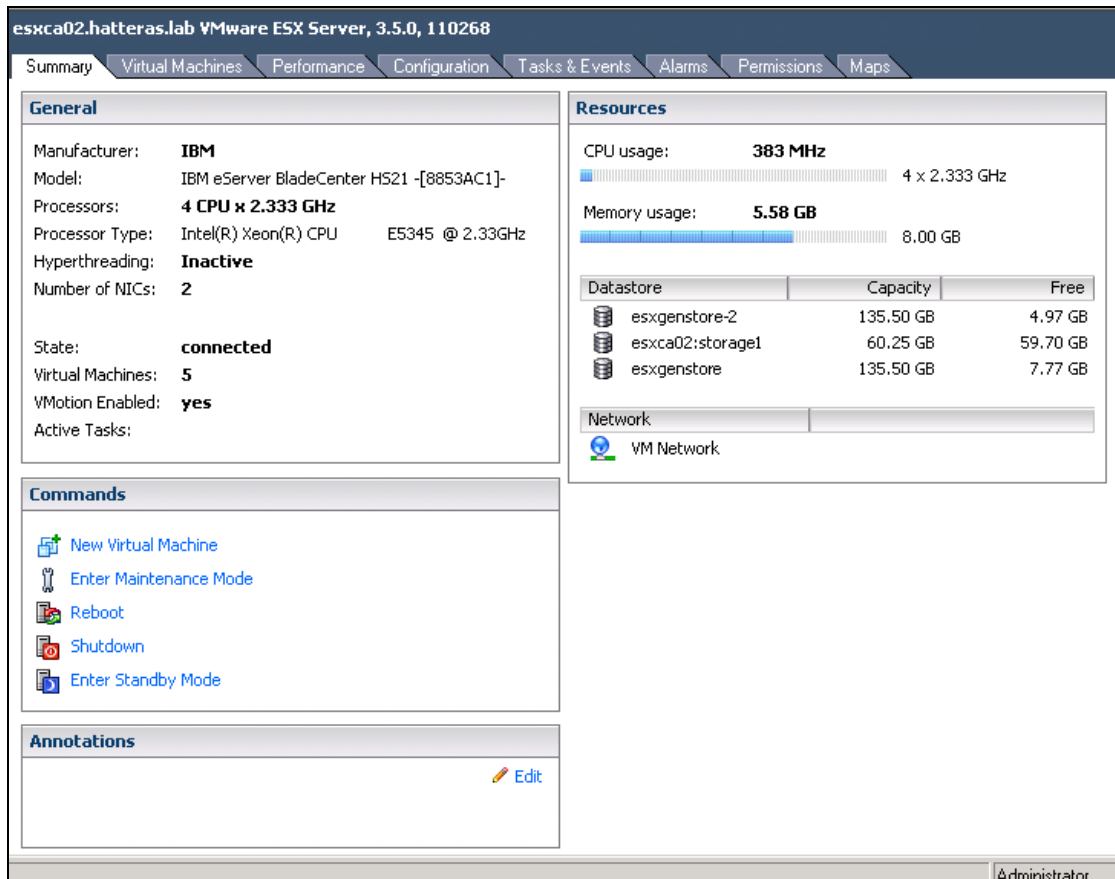 esxca02.hatteras.lab VMware ESX Server, 3.5.0, 110268
Summary Virtual Machines Performance Configuration Tasks & Events Alarms Permissions Maps
General
Manufacturer: IBM
Model: IBM eServer BladeCenter HS21 -[8853AC1]-
Processors: 4 CPU x 2.333 GHz
Processor Type: Intel(R) Xeon(R) CPU E5345 @ 2.33GHz
Hyperthreading: Inactive
Number of NICs: 2
State: connected
Virtual Machines: 5
VMotion Enabled: yes
Active Tasks:
Commands
New Virtual Machine
Enter Maintenance Mode
Reboot
Shutdown
Enter Standby Mode
Annotations
Edit
Resources
CPU usage: 383 MHz
4 x 2.333 GHz
Memory usage: 5.58 GB
8.00 GB
Datastore Capacity Free
esxgenstore-2 135.50 GB 4.97 GB
esxca02:storage1 60.25 GB 59.70 GB
esxgenstore 135.50 GB 7.77 GB
Network
VM Network
Administrator